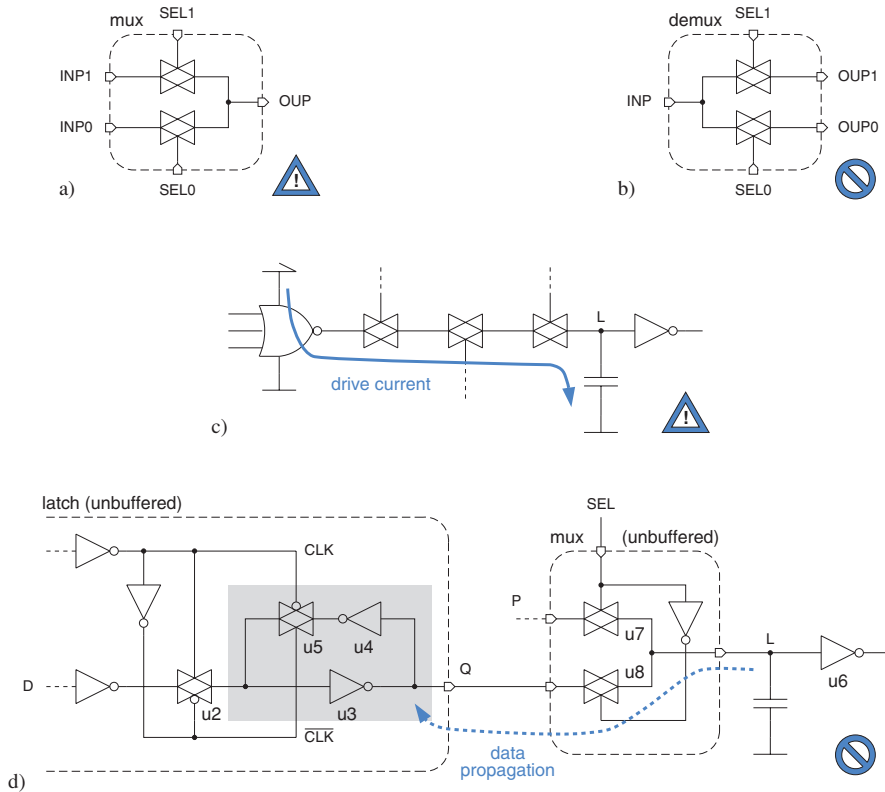 mux
SEL1
INP1
INP0
OUP
SEL0
a)
!
demux
SEL1
INP
OUP1
OUP0
SEL0
b)
L
drive current
c)
!
latch (unbuffered)
CLK
u5
u4
D
u2
u3
Q
CLK
SEL
mux
(unbuffered)
P
u7
u8
L
u6
data
propagation
d)